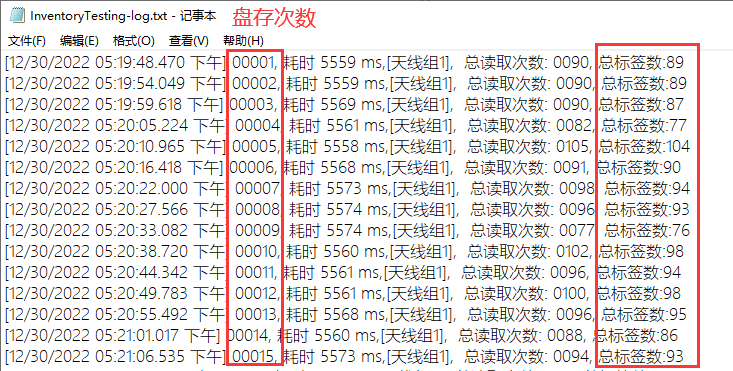 InventoryTesting-log.txt - 记事本
盘存次数
文件(F) 编辑(E) 格式(O) 查看(V) 帮助(H)
[12/30/2022 05:19:48.470 下午] 00001, 耗时 5559 ms,[天线组1], 总读取次数: 0090, 总标签数:89
[12/30/2022 05:19:54.049 下午] 00002, 耗时 5559 ms,[天线组1], 总读取次数: 0090, 总标签数:89
[12/30/2022 05:19:59.618 下午] 00003, 耗时 5569 ms,[天线组1], 总读取次数: 0090, 总标签数:87
[12/30/2022 05:20:05.224 下午] 00004, 耗时 5561 ms,[天线组1], 总读取次数: 0082, 总标签数:77
[12/30/2022 05:20:10.965 下午] 00005, 耗时 5558 ms,[天线组1], 总读取次数: 0105, 总标签数:104
[12/30/2022 05:20:16.418 下午] 00006, 耗时 5568 ms,[天线组1], 总读取次数: 0091, 总标签数:90
[12/30/2022 05:20:22.000 下午] 00007, 耗时 5573 ms,[天线组1], 总读取次数: 0098, 总标签数:94
[12/30/2022 05:20:27.566 下午] 00008, 耗时 5574 ms,[天线组1], 总读取次数: 0096, 总标签数:93
[12/30/2022 05:20:33.082 下午] 00009, 耗时 5574 ms,[天线组1], 总读取次数: 0077, 总标签数:76
[12/30/2022 05:20:38.720 下午] 00010, 耗时 5560 ms,[天线组1], 总读取次数: 0102, 总标签数:98
[12/30/2022 05:20:44.342 下午] 00011, 耗时 5561 ms,[天线组1], 总读取次数: 0096, 总标签数:94
[12/30/2022 05:20:49.783 下午] 00012, 耗时 5561 ms,[天线组1], 总读取次数: 0100, 总标签数:98
[12/30/2022 05:20:55.492 下午] 00013, 耗时 5568 ms,[天线组1], 总读取次数: 0096, 总标签数:95
[12/30/2022 05:21:01.017 下午] 00014, 耗时 5560 ms,[天线组1], 总读取次数: 0088, 总标签数:86
[12/30/2022 05:21:06.535 下午] 00015, 耗时 5573 ms,[天线组1], 总读取次数: 0094, 总标签数:93